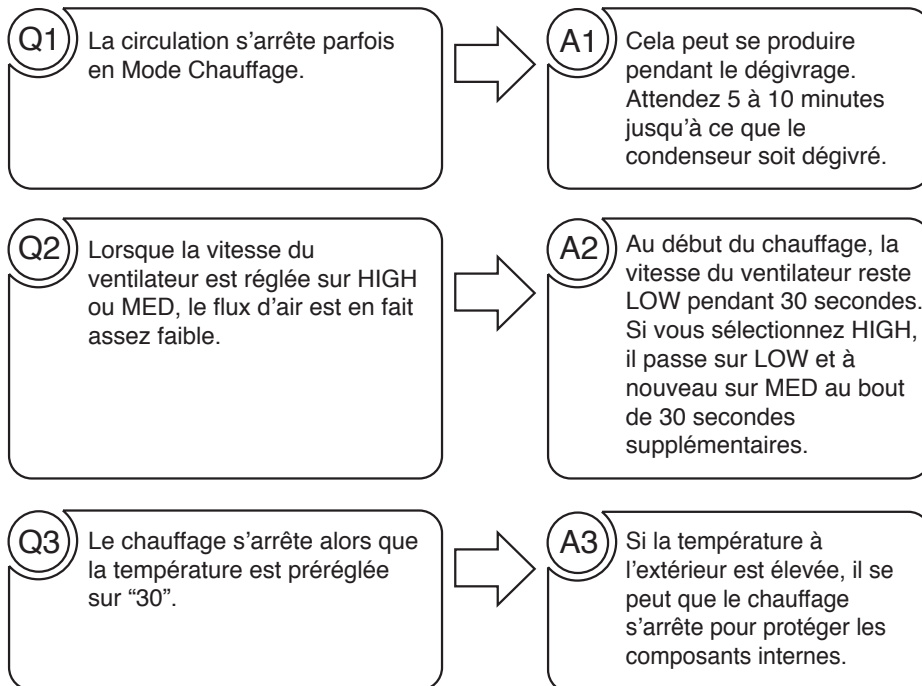 Q1
La circulation s'arrête parfois
en Mode Chauffage.
A1
Cela peut se produire
pendant le dégivrage.
Attendez 5 à 10 minutes
jusqu'à ce que le
condenseur soit dégivré.
Q2
Lorsque la vitesse du
ventilateur est réglée sur HIGH
ou MED, le flux d'air est en fait
assez faible.
A2
Au début du chauffage, la
vitesse du ventilateur reste
LOW pendant 30 secondes.
Si vous sélectionnez HIGH,
il passe sur LOW et à
nouveau sur MED au bout
de 30 secondes
supplémentaires.
Q3
Le chauffage s'arrête alors que
la température est préréglée
sur “30”.
A3
Si la température à
l'extérieur est élevée, il se
peut que le chauffage
s'arrête pour protéger les
composants internes.